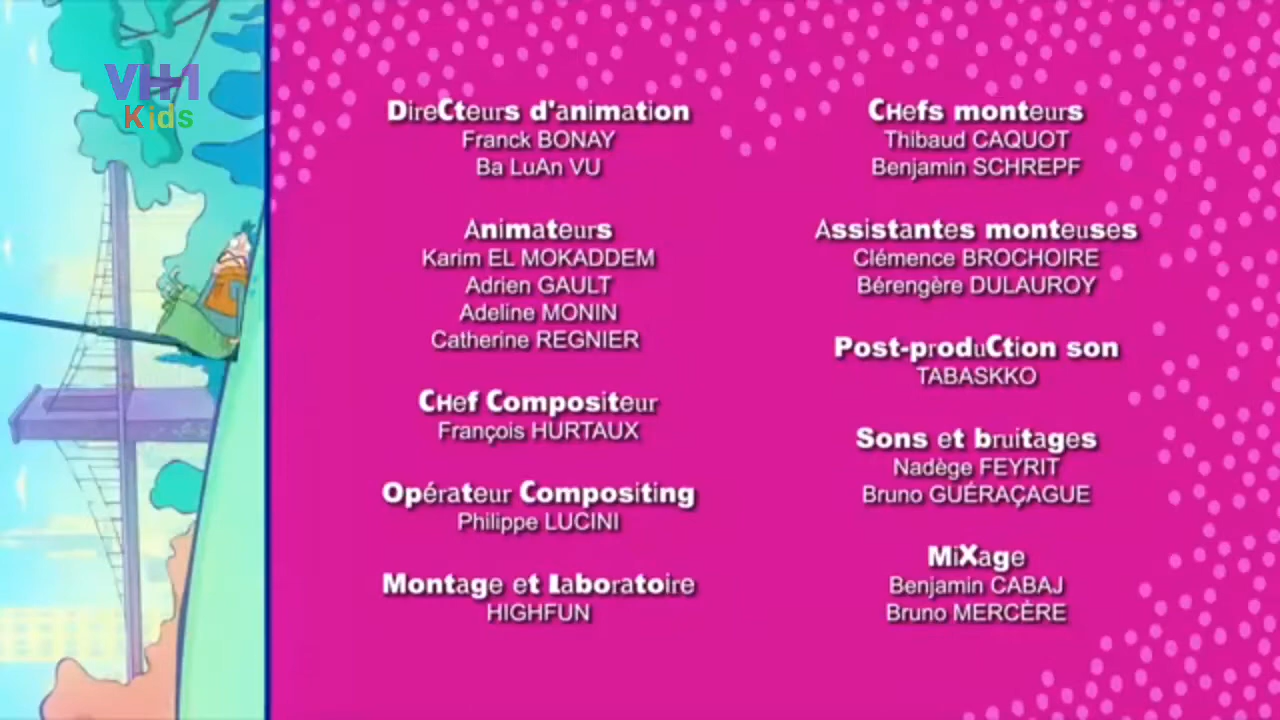 VH1
Kids
Directeurs d'animation
Franck BONAY
Ba LuAn VU
Animateurs
Karim EL MOKADDEM
Adrien GAULT
Adeline MONIN
Catherine REGNIER
CHef Compositeur
François HURTAUX
Opérateur Compositing
Philippe LUCINI
Montage et Laboratoire
HIGHFUN
CHefs monteurs
Thibaud CAQUOT
Benjamin SCHREPF
Assistantes monteuses
Clémence BROCHOIRE
Bérengère DULAUROY
Post-produCtion son
TABASKKO
Sons et bruitages
Nadège FEYRIT
Bruno GUÉRAÇAGUE
MiXage
Benjamin CABAJ
Bruno MERCÈRE